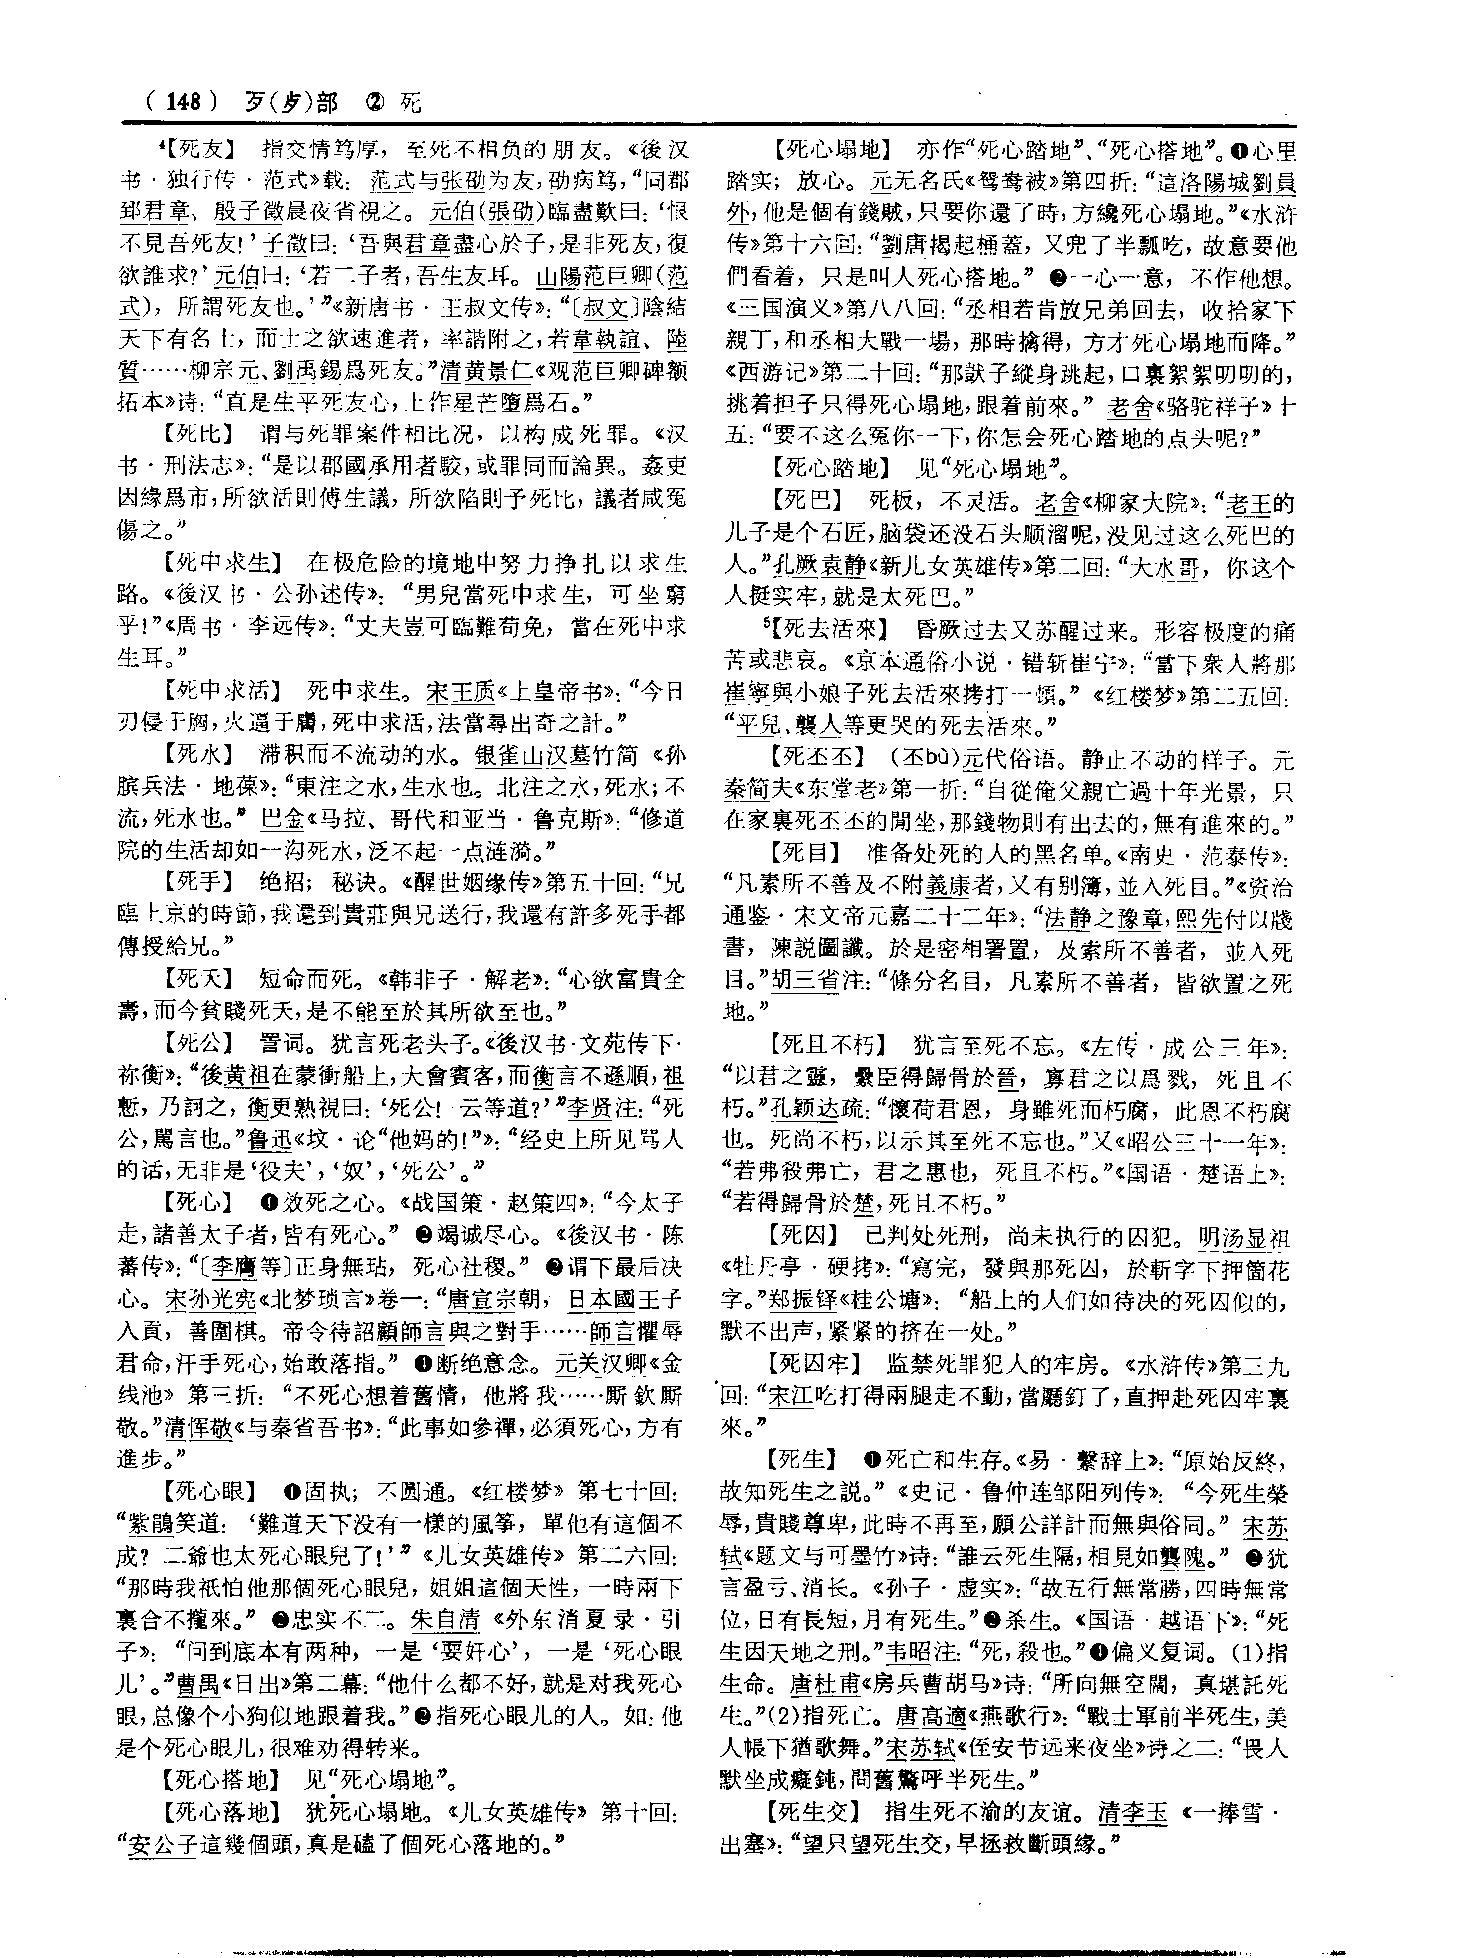 （148） 歹(歺)部 ② 死
⁴【死友】 指交情笃厚，至死不相负的朋友。《後汉
书·独行传·范式》载：范式与张劭为友，劭病笃，“同郡
郅君章、殷子徵晨夜省視之。元伯(張劭)臨盡歎曰：‘恨
不見吾死友！’子徵曰：‘吾與君章盡心於子，是非死友，復
欲誰求？’元伯曰：‘若二子者，吾生友耳。山陽范巨卿(范
式)，所謂死友也。’”《新唐书·王叔文传》：“〔叔文〕陰結
天下有名士，而士之欲速進者，率諧附之，若韋執誼、陸
質……柳宗元、劉禹錫爲死友。”清黄景仁《观范巨卿碑额
拓本》诗：“直是生平死友心，上作星芒墮爲石。”
【死比】 谓与死罪案件相比况，以构成死罪。《汉
书·刑法志》：“是以郡國承用者駮，或罪同而論異。姦吏
因緣爲市，所欲活則傅生議，所欲陷則予死比，議者咸冤
傷之。”
【死中求生】 在极危险的境地中努力挣扎以求生
路。《後汉书·公孙述传》：“男兒當死中求生，可坐窮
乎！”《周书·李远传》：“丈夫豈可臨難苟免，當在死中求
生耳。”
【死中求活】 死中求生。宋王质《上皇帝书》：“今日
刃侵于胸，火逼于膚，死中求活，法當尋出奇之計。”
【死水】 滞积而不流动的水。银雀山汉墓竹简《孙
膑兵法·地葆》：“東注之水，生水也。北注之水，死水；不
流，死水也。”巴金《马拉、哥代和亚当·鲁克斯》：“修道
院的生活却如一沟死水，泛不起一点涟漪。”
【死手】 绝招；秘诀。《醒世姻缘传》第五十回：“兄
臨上京的時節，我還到貴莊與兄送行，我還有許多死手都
傳授給兄。”
【死夭】 短命而死。《韩非子·解老》：“心欲富貴全
壽，而今貧賤死夭，是不能至於其所欲至也。”
【死公】 詈词。犹言死老头子。《後汉书·文苑传下·
祢衡》：“後黄祖在蒙衝船上，大會賓客，而衡言不遜順，祖
慙，乃訶之，衡更熟視曰：‘死公！云等道？’”李贤注：“死
公，駡言也。”鲁迅《坟·论“他妈的！”》：“经史上所见骂人
的话，无非是‘役夫’，‘奴’，‘死公’。”
【死心】 ❶效死之心。《战国策·赵策四》：“今太子
走，諸善太子者，皆有死心。”❷竭诚尽心。《後汉书·陈
蕃传》：“〔李膺等〕正身無玷，死心社稷。”❸谓下最后决
心。宋孙光宪《北梦琐言》卷一：“唐宣宗朝，日本國王子
入貢，善圍棋。帝令待詔顧師言與之對手……師言懼辱
君命，汗手死心，始敢落指。”❹断绝意念。元关汉卿《金
线池》第三折：“不死心想着舊情，他將我……厮欽厮
敬。”清恽敬《与秦省吾书》：“此事如參禪，必須死心，方有
進步。”
【死心眼】 ❶固执；不圆通。《红楼梦》第七十回：
“紫鵑笑道：‘難道天下没有一樣的風筝，單他有這個不
成？二爺也太死心眼兒了！’”《儿女英雄传》第二六回：
“那時我衹怕他那個死心眼兒，姐姐這個天性，一時兩下
裏合不攏來。”❷忠实不二。朱自清《外东消夏录·引
子》：“问到底本有两种，一是‘耍奸心’，一是‘死心眼
儿’。”曹禺《日出》第二幕：“他什么都不好，就是对我死心
眼，总像个小狗似地跟着我。”❸指死心眼儿的人。如：他
是个死心眼儿，很难劝得转来。
【死心搭地】 见“死心塌地”。
【死心落地】 犹死心塌地。《儿女英雄传》第十回：
“安公子這幾個頭，真是磕了個死心落地的。”
【死心塌地】 亦作“死心踏地”、“死心搭地”。❶心里
踏实；放心。元无名氏《鸳鸯被》第四折：“這洛陽城劉員
外，他是個有錢賊，只要你還了時，方纔死心塌地。”《水浒
传》第十六回：“劉唐揭起桶蓋，又兜了半瓢吃，故意要他
們看着，只是叫人死心搭地。”❷一心一意，不作他想。
《三国演义》第八八回：“丞相若肯放兄弟回去，收拾家下
親丁，和丞相大戰一場，那時擒得，方才死心塌地而降。”
《西游记》第二十回：“那獃子縱身跳起，口裏絮絮叨叨的，
挑着担子只得死心塌地，跟着前來。”老舍《骆驼祥子》十
五：“要不这么冤你一下，你怎会死心踏地的点头呢？”
【死心踏地】 见“死心塌地”。
【死巴】 死板，不灵活。老舍《柳家大院》：“老王的
儿子是个石匠，脑袋还没石头顺溜呢，没见过这么死巴的
人。”孔厥袁静《新儿女英雄传》第二回：“大水哥，你这个
人挺实牢，就是太死巴。”
⁵【死去活來】 昏厥过去又苏醒过来。形容极度的痛
苦或悲哀。《京本通俗小说·错斩崔宁》：“當下衆人將那
崔寧與小娘子死去活來拷打一頓。”《红楼梦》第二五回：
“平兒、襲人等更哭的死去活來。”
【死丕丕】 (丕bū)元代俗语。静止不动的样子。元
秦简夫《东堂老》第一折：“自從俺父親亡過十年光景，只
在家裏死丕丕的閒坐，那錢物則有出去的，無有進來的。”
【死目】 准备处死的人的黑名单。《南史·范泰传》：
“凡素所不善及不附義康者，又有别簿，並入死目。”《资治
通鉴·宋文帝元嘉二十二年》：“法静之豫章，熙先付以牋
書，陳説圖讖。於是密相署置，及素所不善者，並入死
目。”胡三省注：“條分名目，凡素所不善者，皆欲置之死
地。”
【死且不朽】 犹言至死不忘。《左传·成公三年》：
“以君之靈，纍臣得歸骨於晉，寡君之以爲戮，死且不
朽。”孔颖达疏：“懷荷君恩，身雖死而朽腐，此恩不朽腐
也。死尚不朽，以示其至死不忘也。”又《昭公三十一年》：
“若弗殺弗亡，君之惠也，死且不朽。”《国语·楚语上》：
“若得歸骨於楚，死且不朽。”
【死囚】 已判处死刑，尚未执行的囚犯。明汤显祖
《牡丹亭·硬拷》：“寫完，發與那死囚，於斬字下押箇花
字。”郑振铎《桂公塘》：“船上的人们如待决的死囚似的，
默不出声，紧紧的挤在一处。”
【死囚牢】 监禁死罪犯人的牢房。《水浒传》第三九
回：“宋江吃打得兩腿走不動，當廳釘了，直押赴死囚牢裏
來。”
【死生】 ❶死亡和生存。《易·繫辞上》：“原始反終，
故知死生之説。”《史记·鲁仲连邹阳列传》：“今死生榮
辱，貴賤尊卑，此時不再至，願公詳計而無與俗同。”宋苏
轼《题文与可墨竹》诗：“誰云死生隔，相見如龔隗。”❷犹
言盈亏、消长。《孙子·虚实》：“故五行無常勝，四時無常
位，日有長短，月有死生。”❸杀生。《国语·越语下》：“死
生因天地之刑。”韦昭注：“死，殺也。”❹偏义复词。(1)指
生命。唐杜甫《房兵曹胡马》诗：“所向無空闊，真堪託死
生。”(2)指死亡。唐高適《燕歌行》：“戰士軍前半死生，美
人帳下猶歌舞。”宋苏轼《侄安节远来夜坐》诗之二：“畏人
默坐成癡鈍，問舊驚呼半死生。”
【死生交】 指生死不渝的友谊。清李玉《一捧雪·
出塞》：“望只望死生交，早拯救斷頭緣。”